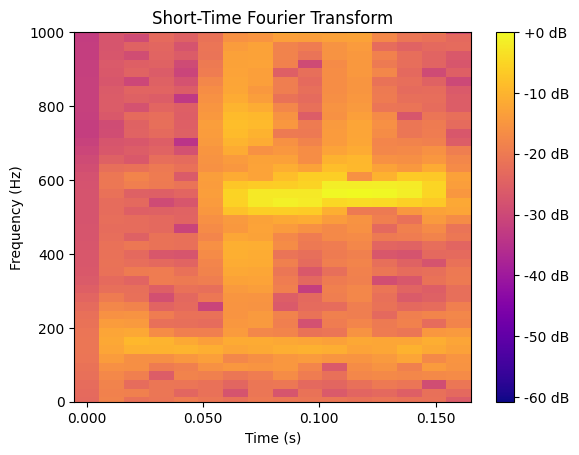 Short-Time Fourier Transform
1000
800
600
400
200
0
Frequency (Hz)
0.000
0.050
0.100
0.150
Time (s)
+0 dB
-10 dB
-20 dB
-30 dB
-40 dB
-50 dB
-60 dB